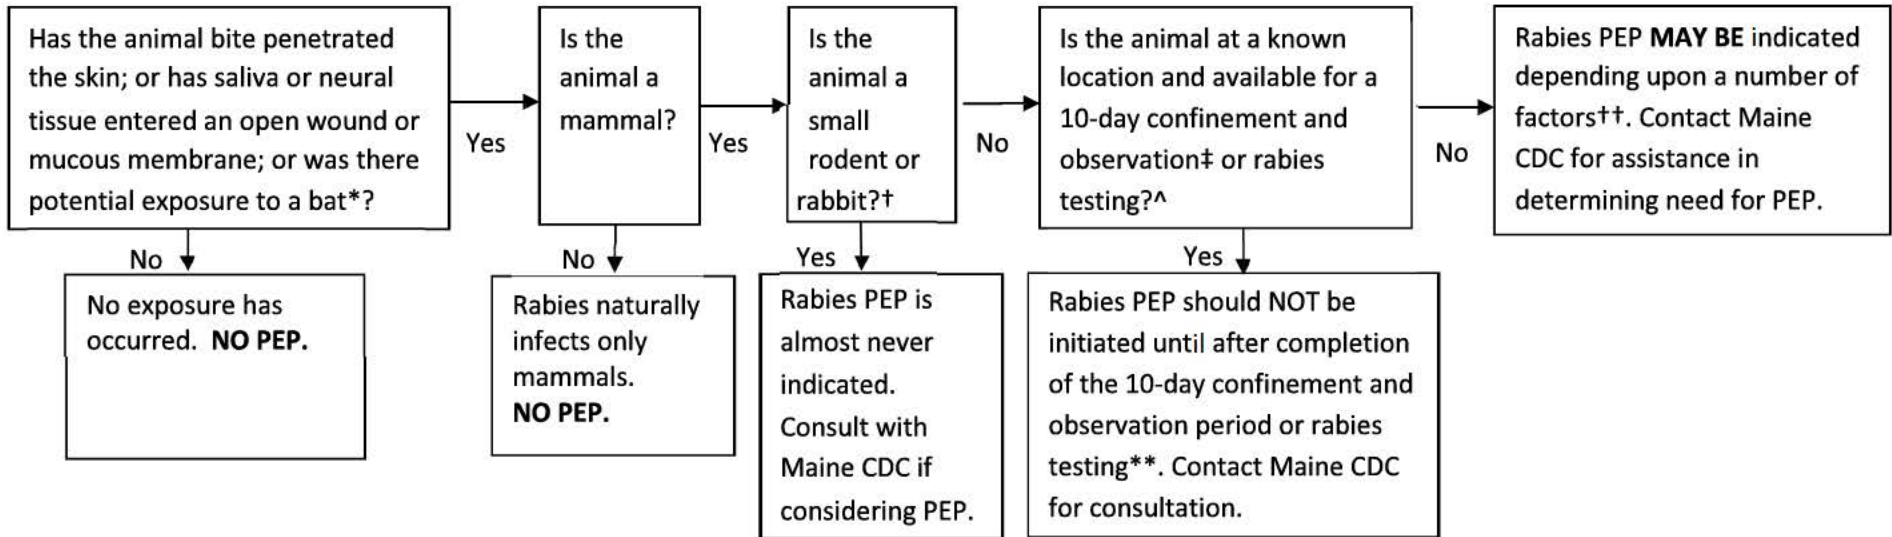 Has the animal bite penetrated
the skin; or has saliva or neural
tissue entered an open wound or
mucous membrane; or was there
potential exposure to a bat*?
Yes
No
No exposure has
occurred. NO PEP.
Is the
animal a
mammal?
Yes
No
Rabies naturally
infects only
mammals.
NO PEP.
Is the
animal a
small
rodent or
rabbit?†
No
Yes
Rabies PEP is
almost never
indicated.
Consult with
Maine CDC if
considering PEP.
Is the animal at a known
location and available for a
10-day confinement and
observation‡ or rabies
testing?^
No
Yes
Rabies PEP should NOT be
initiated until after completion
of the 10-day confinement and
observation period or rabies
testing**. Contact Maine CDC
for consultation.
Rabies PEP MAY BE indicated
depending upon a number of
factors††. Contact Maine
CDC for assistance in
determining need for PEP.